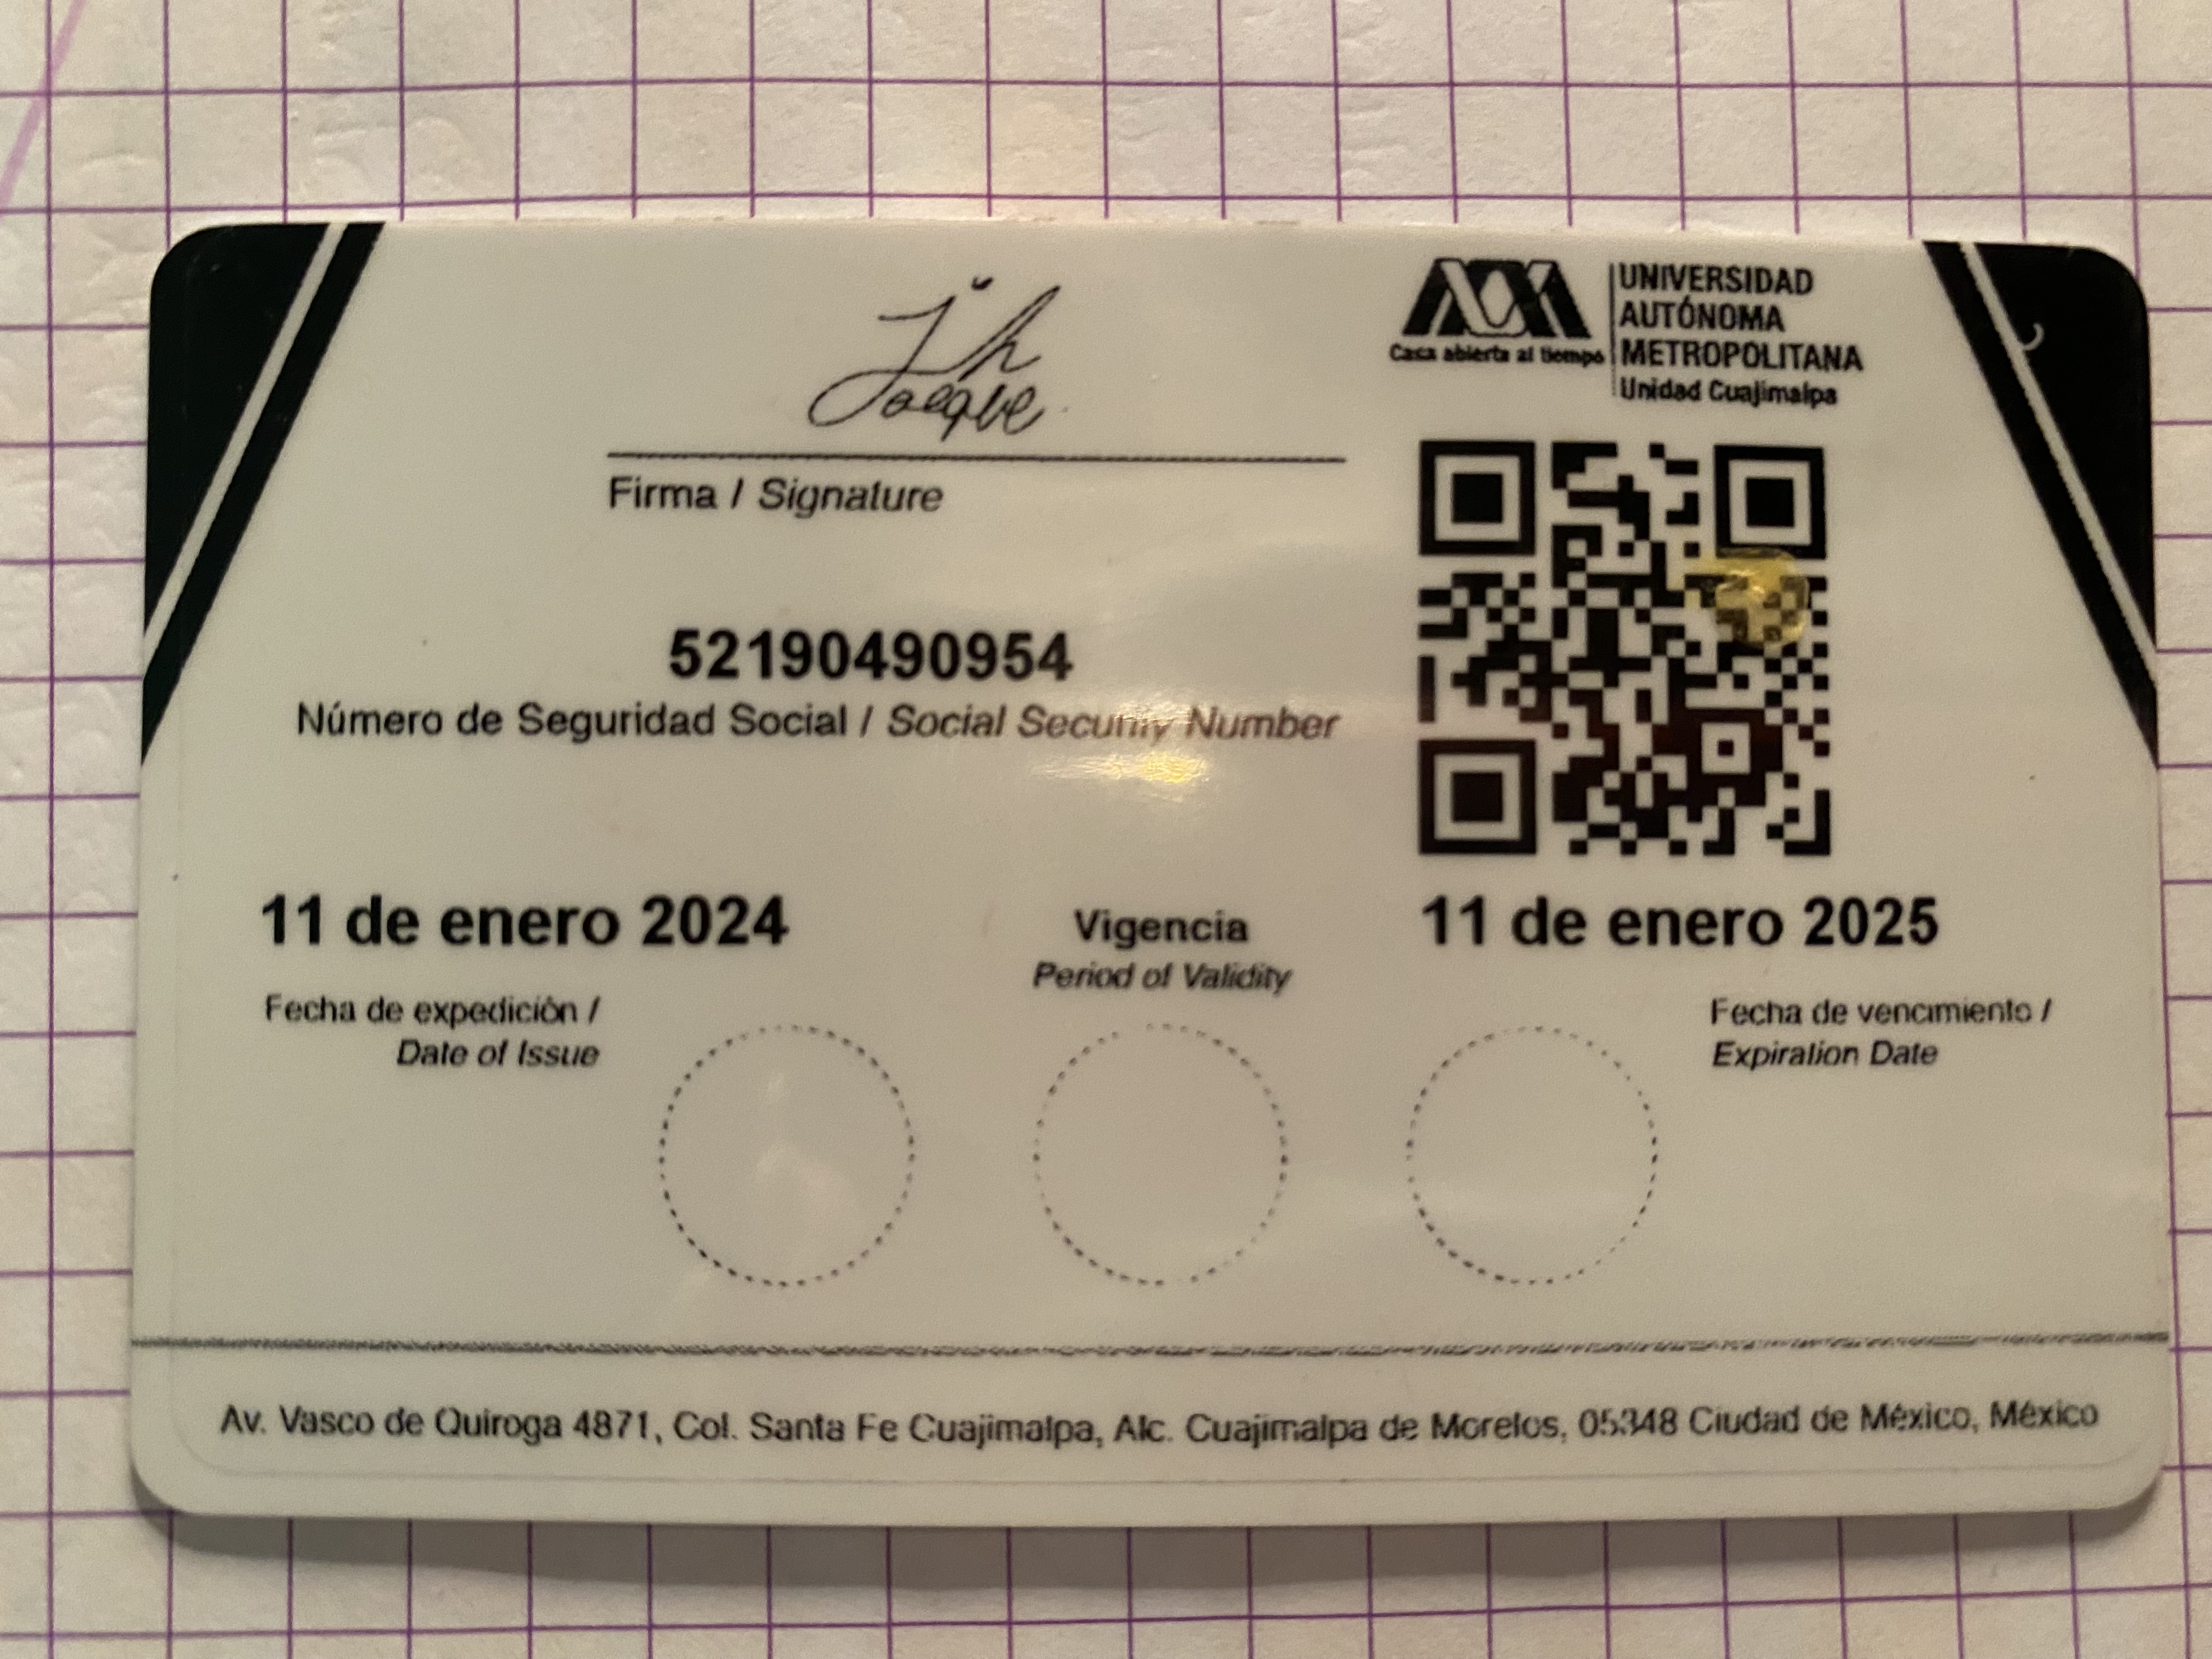 Jh
Jacque
UNIVERSIDAD
AUTÓNOMA
METROPOLITANA
Casa abierta al tiempo
Unidad Cuajimalpa
Firma / Signature
52190490954
Número de Seguridad Social / Social Security Number
11 de enero 2024
Vigencia
11 de enero 2025
Period of Validity
Fecha de expedición /
Date of Issue
Fecha de vencimiento /
Expiration Date
Av. Vasco de Quiroga 4871, Col. Santa Fe Cuajimalpa, Alc. Cuajimalpa de Morelos, 05348 Ciudad de México, México